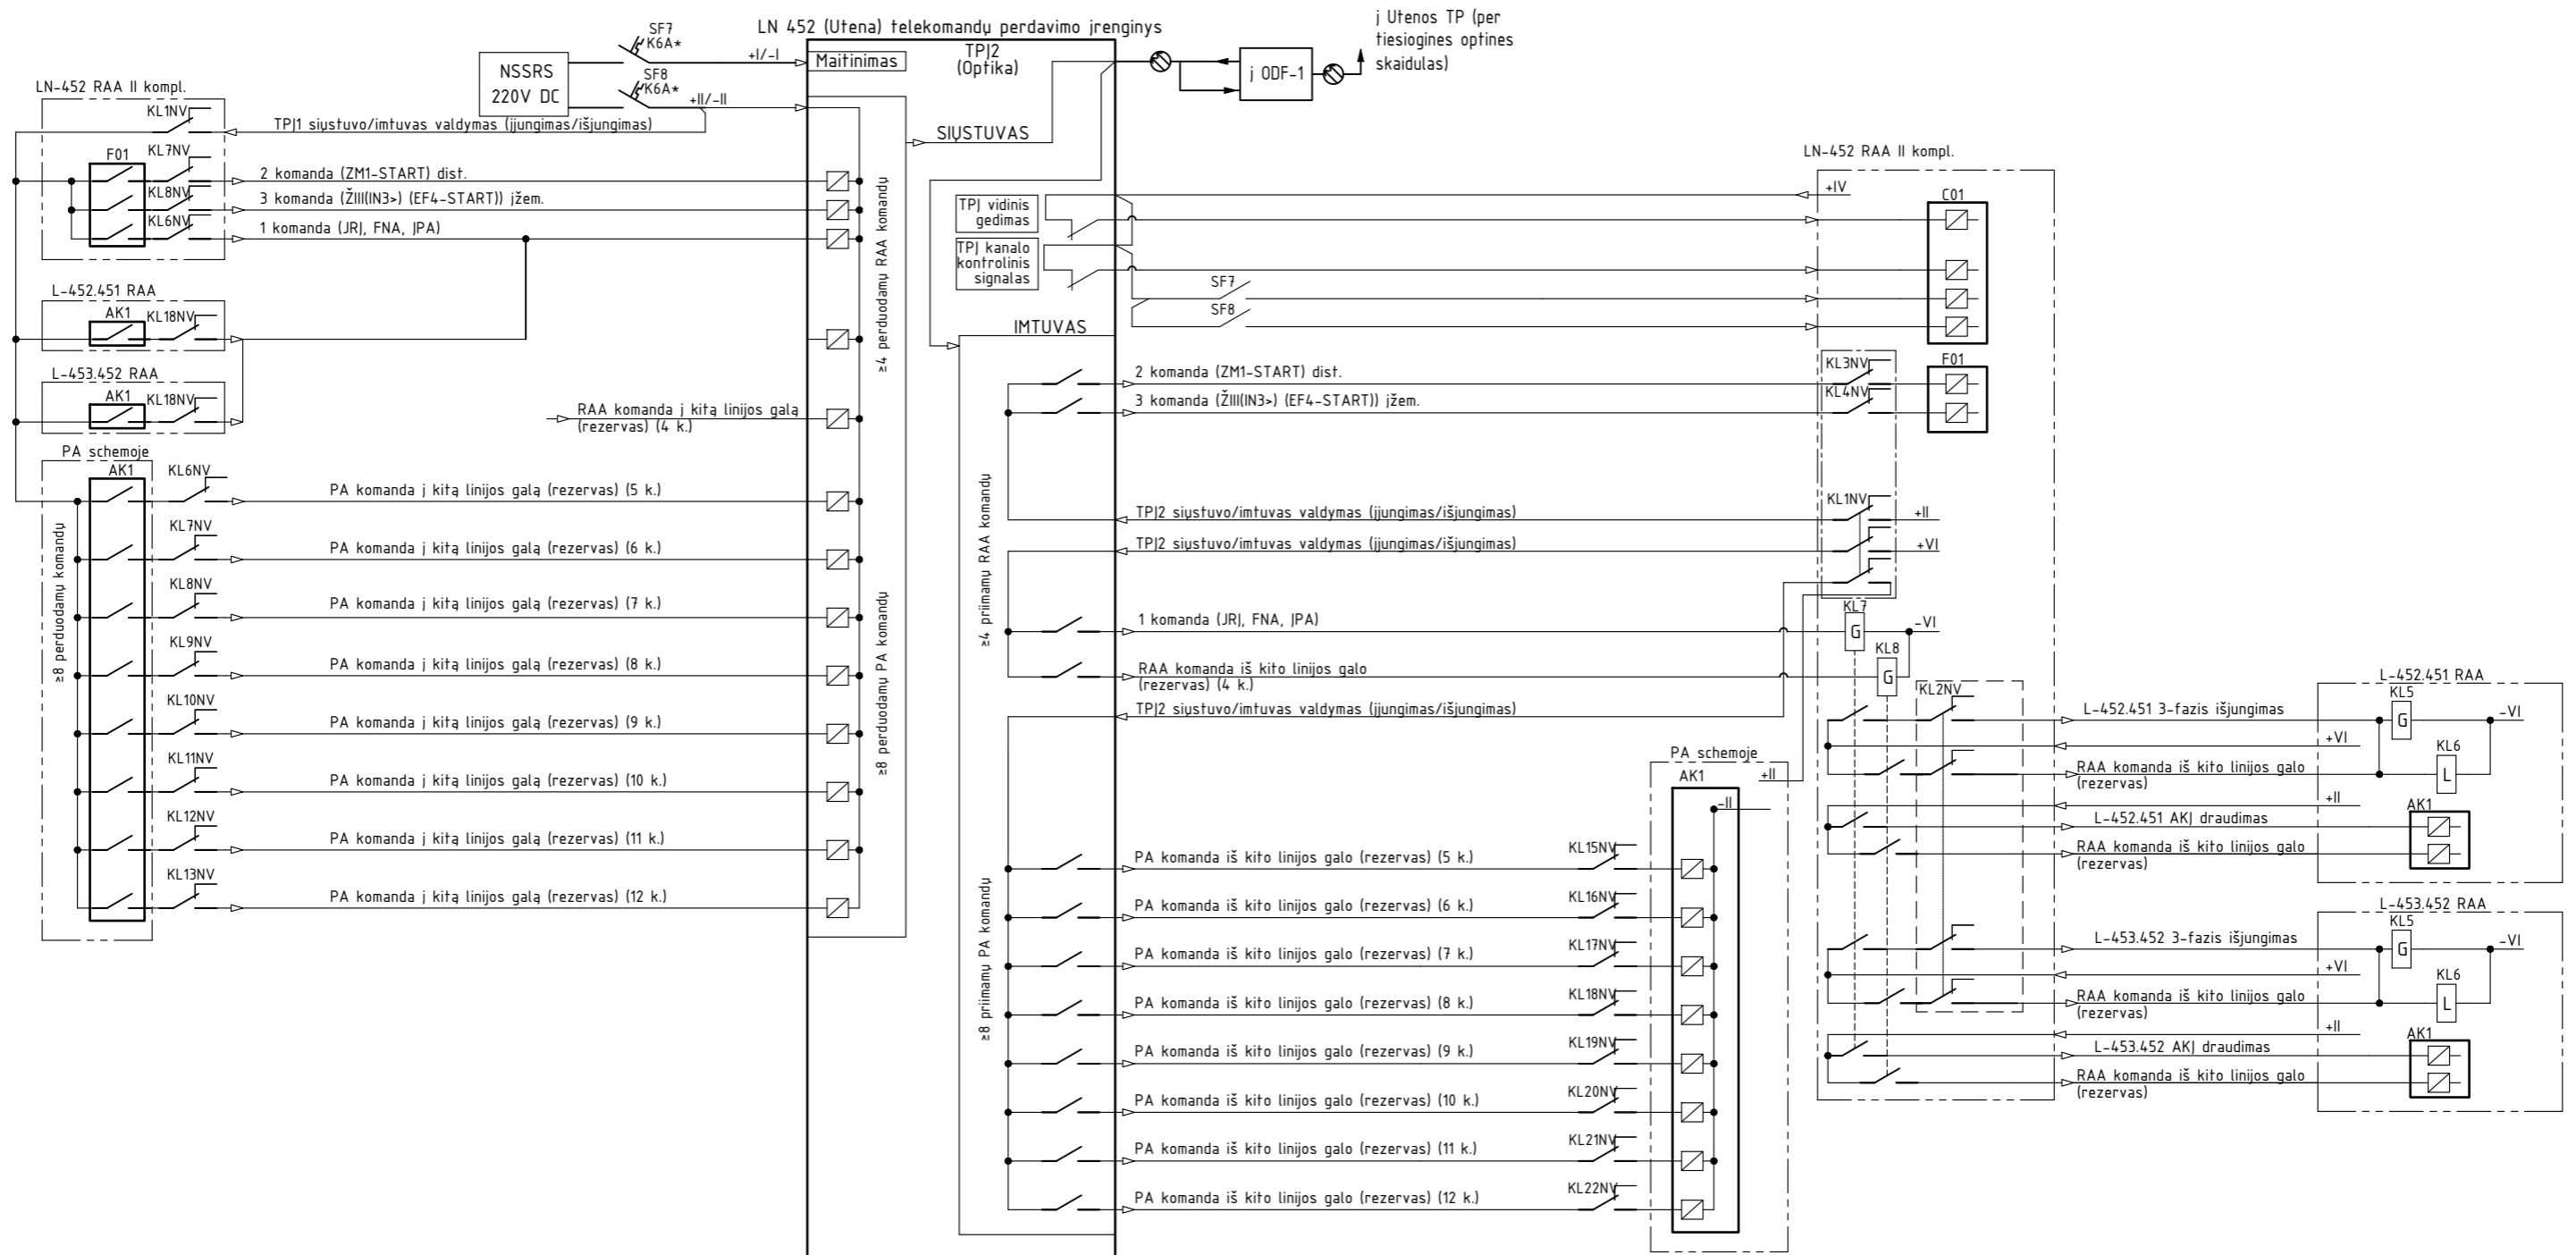 LN 452 (Utena) telekomandų perdavimo įrenginys
į Utenos TP (per
tiesiogines optines
skaidulas)
SF7
K6A*
+I/-I
NSSRS
220V DC
SF8
K6A*
+II/-II
Maitinimas
TPĮ2
(Optika)
į ODF-1
LN-452 RAA II kompl.
KL1NV
TPĮ1 siųstuvo/imtuvas valdymas (įjungimas/išjungimas)
F01
KL7NV
2 komanda (ZM1-START) dist.
KL8NV
3 komanda (ŽIII(IN3>) (EF4-START)) įžem.
KL6NV
1 komanda (JRĮ, FNA, ĮPA)
L-452.451 RAA
AK1
KL18NV
L-453.452 RAA
AK1
KL18NV
RAA komanda į kitą linijos galą
(rezervas) (4 k.)
PA schemoje
AK1
≥8 perduodamų komandų
KL6NV
PA komanda į kitą linijos galą (rezervas) (5 k.)
KL7NV
PA komanda į kitą linijos galą (rezervas) (6 k.)
KL8NV
PA komanda į kitą linijos galą (rezervas) (7 k.)
KL9NV
PA komanda į kitą linijos galą (rezervas) (8 k.)
KL10NV
PA komanda į kitą linijos galą (rezervas) (9 k.)
KL11NV
PA komanda į kitą linijos galą (rezervas) (10 k.)
KL12NV
PA komanda į kitą linijos galą (rezervas) (11 k.)
KL13NV
PA komanda į kitą linijos galą (rezervas) (12 k.)
≥4 perduodamų RAA komandų
≥8 perduodamų PA komandų
SIŲSTUVAS
TPĮ vidinis
gedimas
TPĮ kanalo
kontrolinis
signalas
SF7
SF8
IMTUVAS
≥4 priimamų RAA komandų
≥8 priimamų PA komandų
LN-452 RAA II kompl.
+IV
C01
2 komanda (ZM1-START) dist.
KL3NV
F01
3 komanda (ŽIII(IN3>) (EF4-START)) įžem.
KL4NV
TPĮ2 siųstuvo/imtuvas valdymas (įjungimas/išjungimas)
KL1NV
+II
TPĮ2 siųstuvo/imtuvas valdymas (įjungimas/išjungimas)
+VI
1 komanda (JRĮ, FNA, ĮPA)
KL7
G
-VI
RAA komanda iš kito linijos galo
(rezervas) (4 k.)
KL8
G
TPĮ2 siųstuvo/imtuvas valdymas (įjungimas/išjungimas)
PA schemoje
AK1
+II
-II
PA komanda iš kito linijos galo (rezervas) (5 k.)
KL15NV
PA komanda iš kito linijos galo (rezervas) (6 k.)
KL16NV
PA komanda iš kito linijos galo (rezervas) (7 k.)
KL17NV
PA komanda iš kito linijos galo (rezervas) (8 k.)
KL18NV
PA komanda iš kito linijos galo (rezervas) (9 k.)
KL19NV
PA komanda iš kito linijos galo (rezervas) (10 k.)
KL20NV
PA komanda iš kito linijos galo (rezervas) (11 k.)
KL21NV
PA komanda iš kito linijos galo (rezervas) (12 k.)
KL22NV
KL2NV
L-452.451 RAA
L-452.451 3-fazis išjungimas
KL5
G
-VI
+VI
KL6
L
RAA komanda iš kito linijos galo
(rezervas)
+II
AK1
L-452.451 AKĮ draudimas
RAA komanda iš kito linijos galo
(rezervas)
L-453.452 RAA
L-453.452 3-fazis išjungimas
KL5
G
-VI
+VI
KL6
L
RAA komanda iš kito linijos galo
(rezervas)
+II
AK1
L-453.452 AKĮ draudimas
RAA komanda iš kito linijos galo
(rezervas)